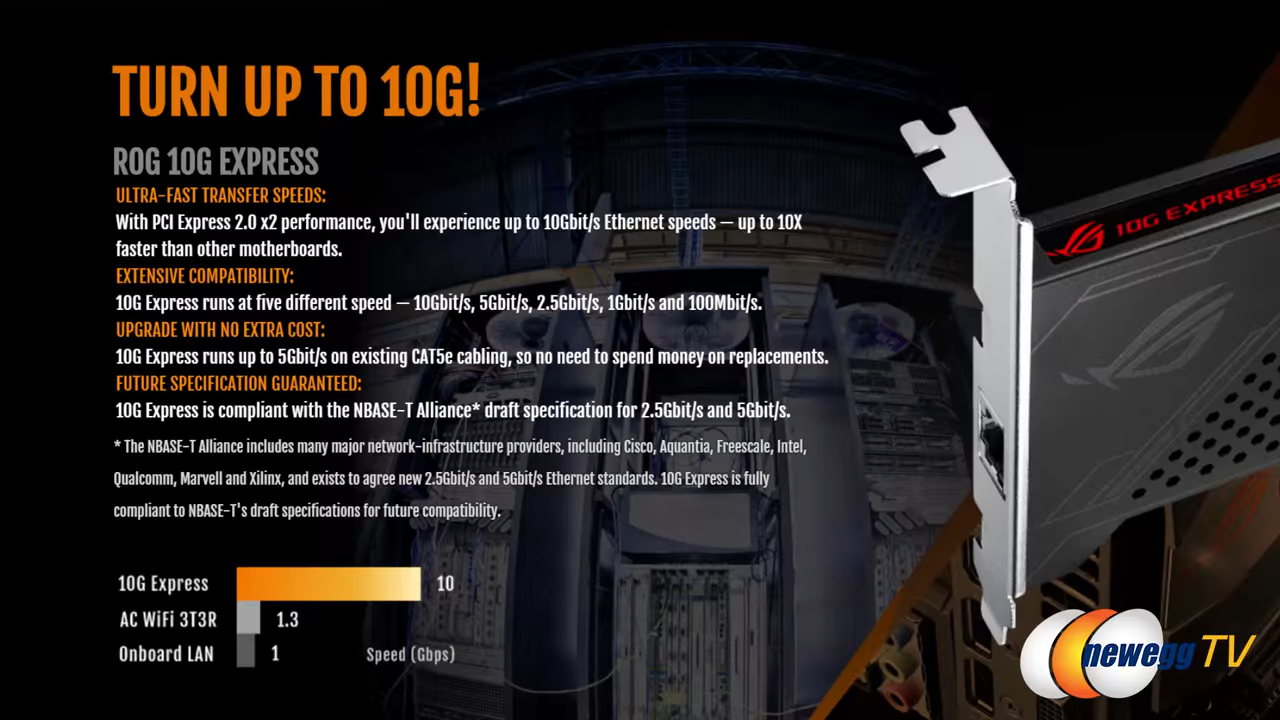 TURN UP TO 10G!
ROG 10G EXPRESS
ULTRA-FAST TRANSFER SPEEDS:
With PCI Express 2.0 x2 performance, you'll experience up to 10Gbit/s Ethernet speeds — up to 10X
faster than other motherboards.
EXTENSIVE COMPATIBILITY:
10G Express runs at five different speed — 10Gbit/s, 5Gbit/s, 2.5Gbit/s, 1Gbit/s and 100Mbit/s.
UPGRADE WITH NO EXTRA COST:
10G Express runs up to 5Gbit/s on existing CAT5e cabling, so no need to spend money on replacements.
FUTURE SPECIFICATION GUARANTEED:
10G Express is compliant with the NBASE-T Alliance* draft specification for 2.5Gbit/s and 5Gbit/s.
* The NBASE-T Alliance includes many major network-infrastructure providers, including Cisco, Aquantia, Freescale, Intel,
Qualcomm, Marvell and Xilinx, and exists to agree new 2.5Gbit/s and 5Gbit/s Ethernet standards. 10G Express is fully
compliant to NBASE-T's draft specifications for future compatibility.
10G Express 10
AC WiFi 3T3R 1.3
Onboard LAN 1 Speed (Gbps)
10G EXPRESS
newegg TV